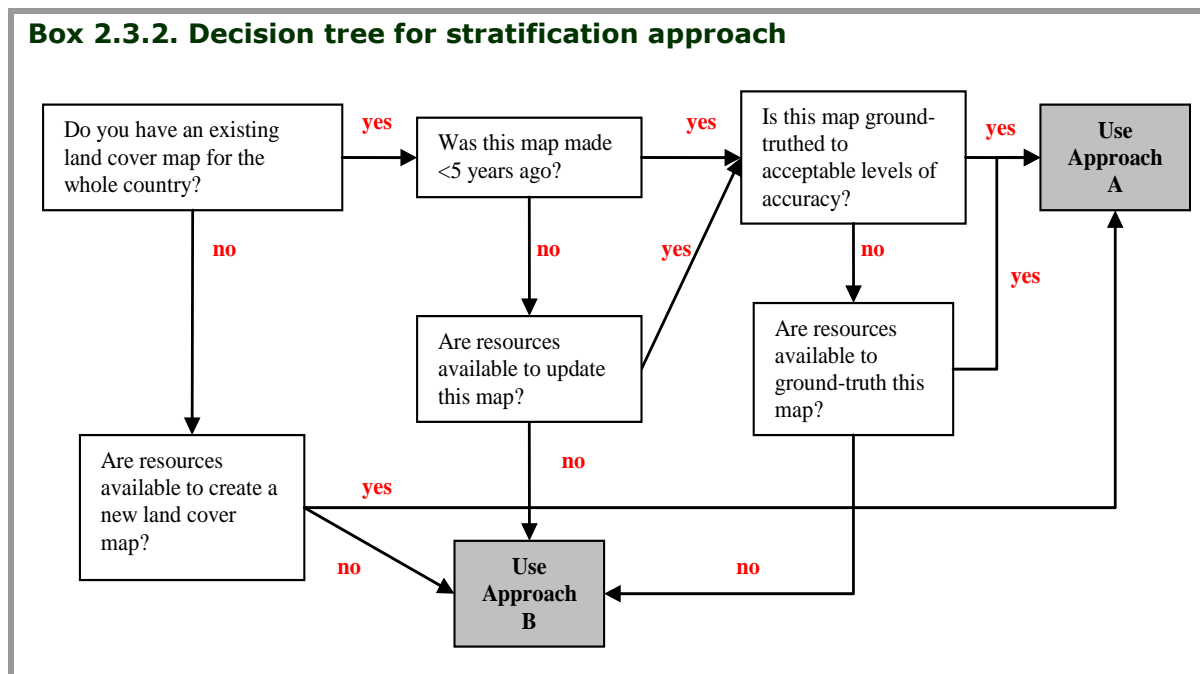 Box 2.3.2. Decision tree for stratification approach
Do you have an existing
land cover map for the
whole country?
yes
Was this map made
<5 years ago?
yes
Is this map ground-
truthed to
acceptable levels of
accuracy?
yes
Use
Approach
A
no
no
yes
no
yes
Are resources
available to update
this map?
Are resources
available to
ground-truth this
map?
Are resources
available to create a
new land cover
map?
yes
no
no
Use
Approach
B
no